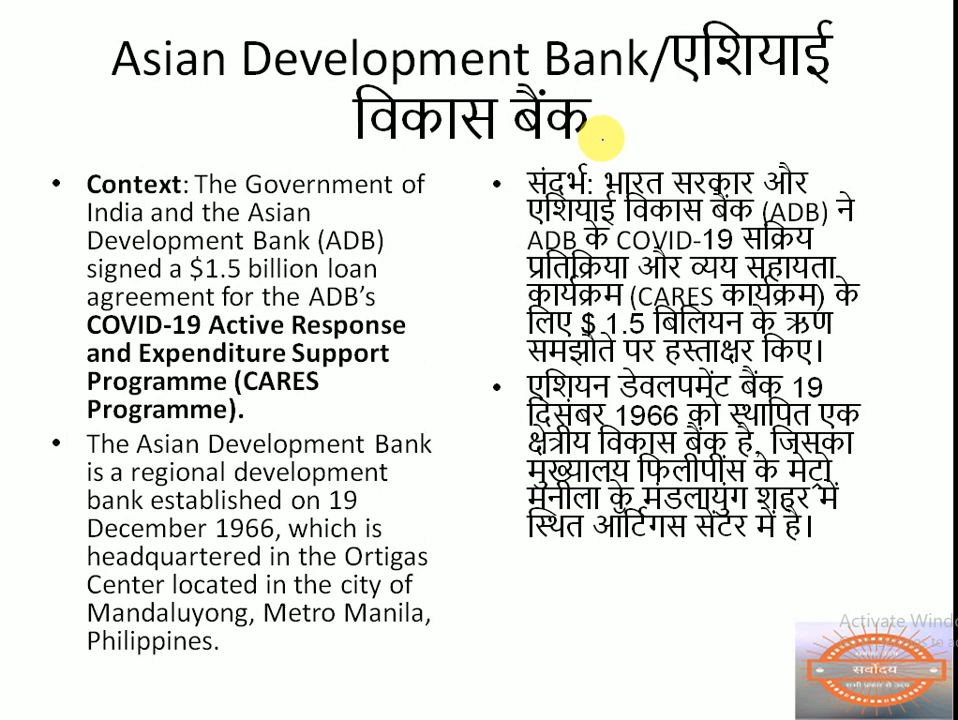 Asian Development Bank/एशियाई
विकास बैंक
• Context: The Government of
India and the Asian
Development Bank (ADB)
signed a $1.5 billion loan
agreement for the ADB’s
COVID-19 Active Response
and Expenditure Support
Programme (CARES
Programme).
• The Asian Development Bank
is a regional development
bank established on 19
December 1966, which is
headquartered in the Ortigas
Center located in the city of
Mandaluyong, Metro Manila,
Philippines.
• संदर्भ: भारत सरकार और
एशियाई विकास बैंक (ADB) ने
ADB के COVID-19 सक्रिय
प्रतिक्रिया और व्यय सहायता
कार्यक्रम (CARES कार्यक्रम) के
लिए $ 1.5 बिलियन के ऋण
समझौते पर हस्ताक्षर किए।
• एशियन डेवलपमेंट बैंक 19
दिसंबर 1966 को स्थापित एक
क्षेत्रीय विकास बैंक है, जिसका
मुख्यालय फिलीपींस के मेट्रो
मनीला के मंडलायुंग शहर में
स्थित ऑर्टिगस सेंटर में है।
Activate Windo
सर्वोदय